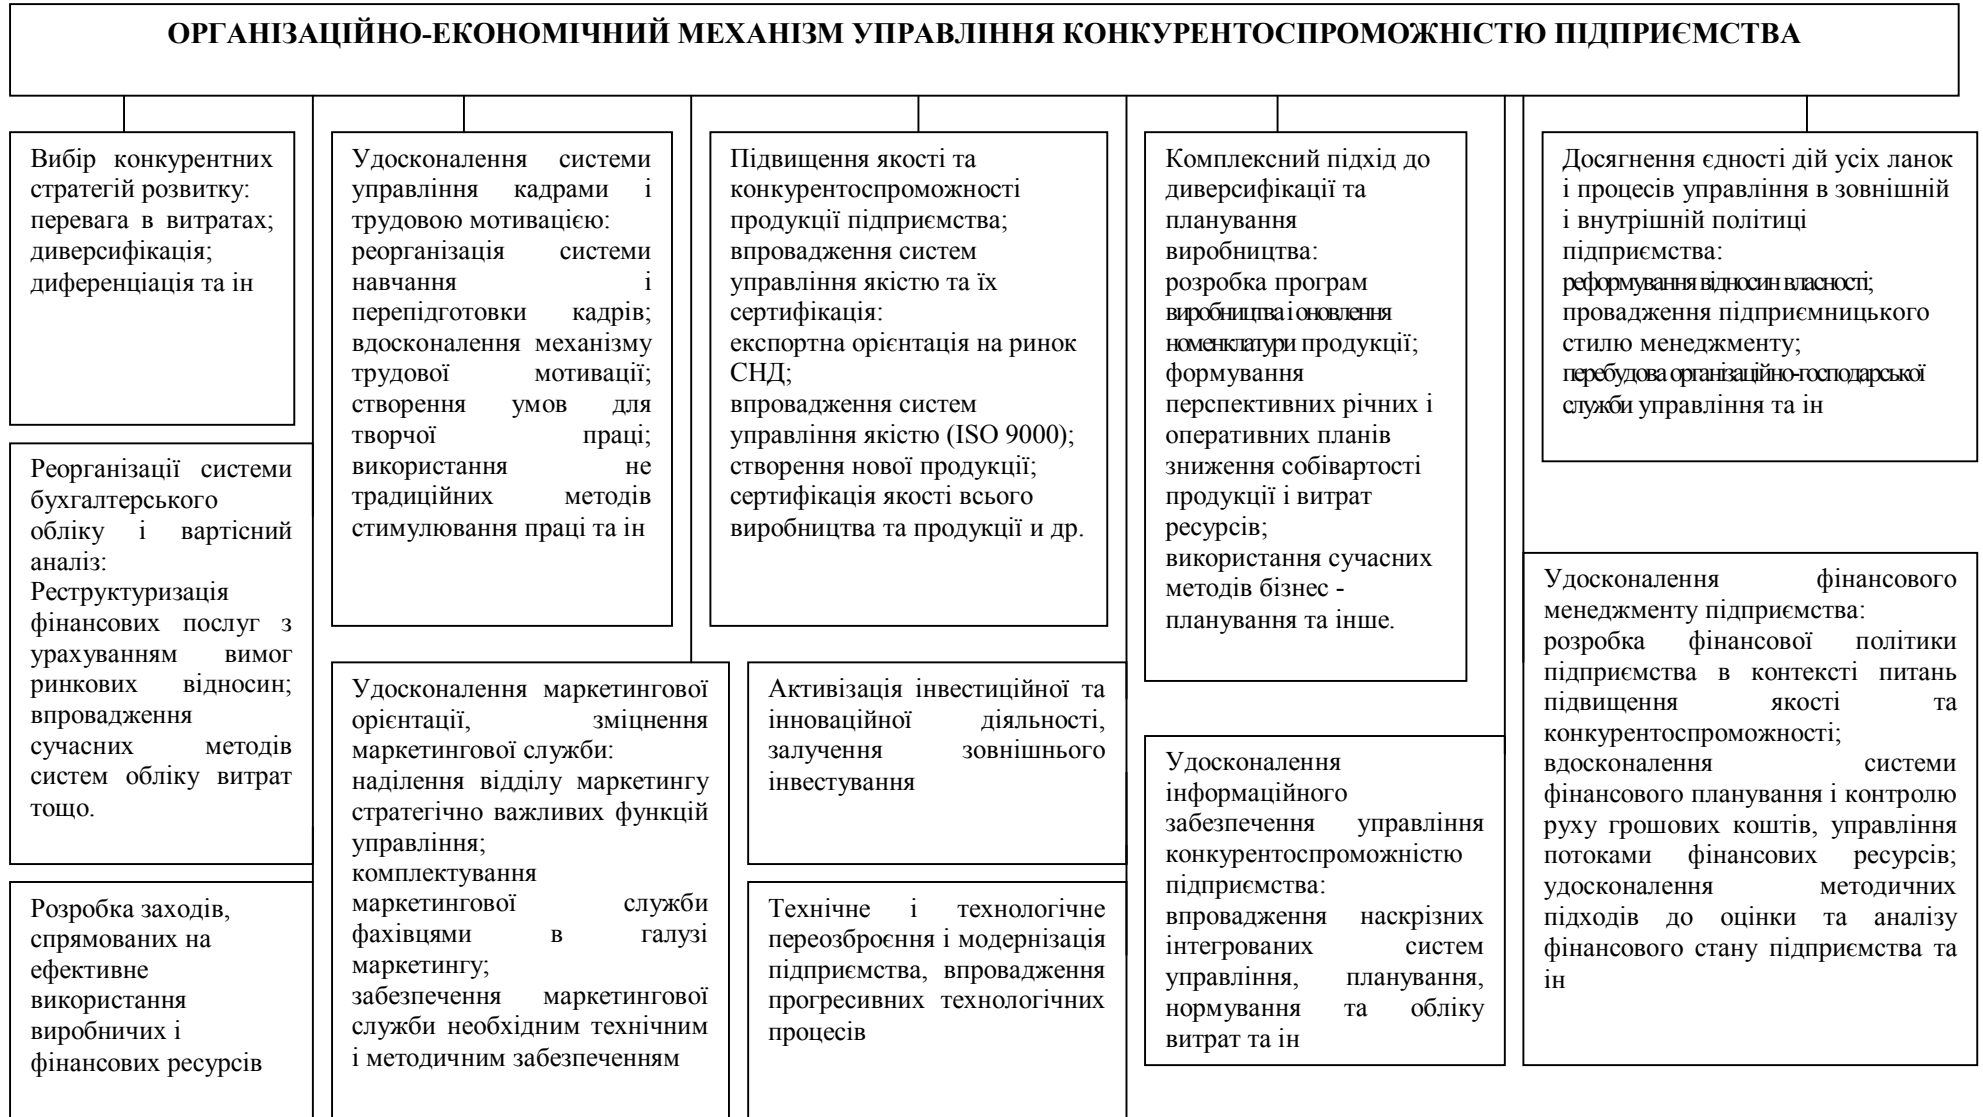 ОРГАНІЗАЦІЙНО-ЕКОНОМІЧНИЙ МЕХАНІЗМ УПРАВЛІННЯ КОНКУРЕНТОСПРОМОЖНІСТЮ ПІДПРИЄМСТВА
Вибір конкурентних
стратегій розвитку:
перевага в витратах;
диверсифікація;
диференціація та ін
Реорганізації системи
бухгалтерського
обліку і вартісний
аналіз:
Реструктуризація
фінансових послуг з
урахуванням вимог
ринкових відносин;
впровадження
сучасних методів
систем обліку витрат
тощо.
Розробка заходів,
спрямованих на
ефективне
використання
виробничих і
фінансових ресурсів
Удосконалення системи
управління кадрами і
трудовою мотивацією:
реорганізація системи
навчання і
перепідготовки кадрів;
вдосконалення механізму
трудової мотивації;
створення умов для
творчої праці;
використання не
традиційних методів
стимулювання праці та ін
Удосконалення маркетингової
орієнтації, зміцнення
маркетингової служби:
наділення відділу маркетингу
стратегічно важливих функцій
управління;
комплектування
маркетингової служби
фахівцями в галузі
маркетингу;
забезпечення маркетингової
служби необхідним технічним
і методичним забезпеченням
Підвищення якості та
конкурентоспроможності
продукції підприємства;
впровадження систем
управління якістю та їх
сертифікація:
експортна орієнтація на ринок
СНД;
впровадження систем
управління якістю (ISO 9000);
створення нової продукції;
сертифікація якості всього
виробництва та продукції и др.
Активізація інвестиційної та
інноваційної діяльності,
залучення зовнішнього
інвестування
Технічне і технологічне
переозброєння і модернізація
підприємства, впровадження
прогресивних технологічних
процесів
Комплексний підхід до
диверсифікації та
планування
виробництва:
розробка програм
виробництва і оновлення
номенклатури продукції;
формування
перспективних річних і
оперативних планів
зниження собівартості
продукції і витрат
ресурсів;
використання сучасних
методів бізнес -
планування та інше.
Удосконалення
інформаційного
забезпечення управління
конкурентоспроможністю
підприємства:
впровадження наскрізних
інтегрованих систем
управління, планування,
нормування та обліку
витрат та ін
Досягнення єдності дій усіх ланок
і процесів управління в зовнішній
і внутрішній політиці
підприємства:
реформування відносин власності;
провадження підприємницького
стилю менеджменту;
перебудова організаційно-господарської
служби управління та ін
Удосконалення фінансового
менеджменту підприємства:
розробка фінансової політики
підприємства в контексті питань
підвищення якості та
конкурентоспроможності;
вдосконалення системи
фінансового планування і контролю
руху грошових коштів, управління
потоками фінансових ресурсів;
удосконалення методичних
підходів до оцінки та аналізу
фінансового стану підприємства та
ін